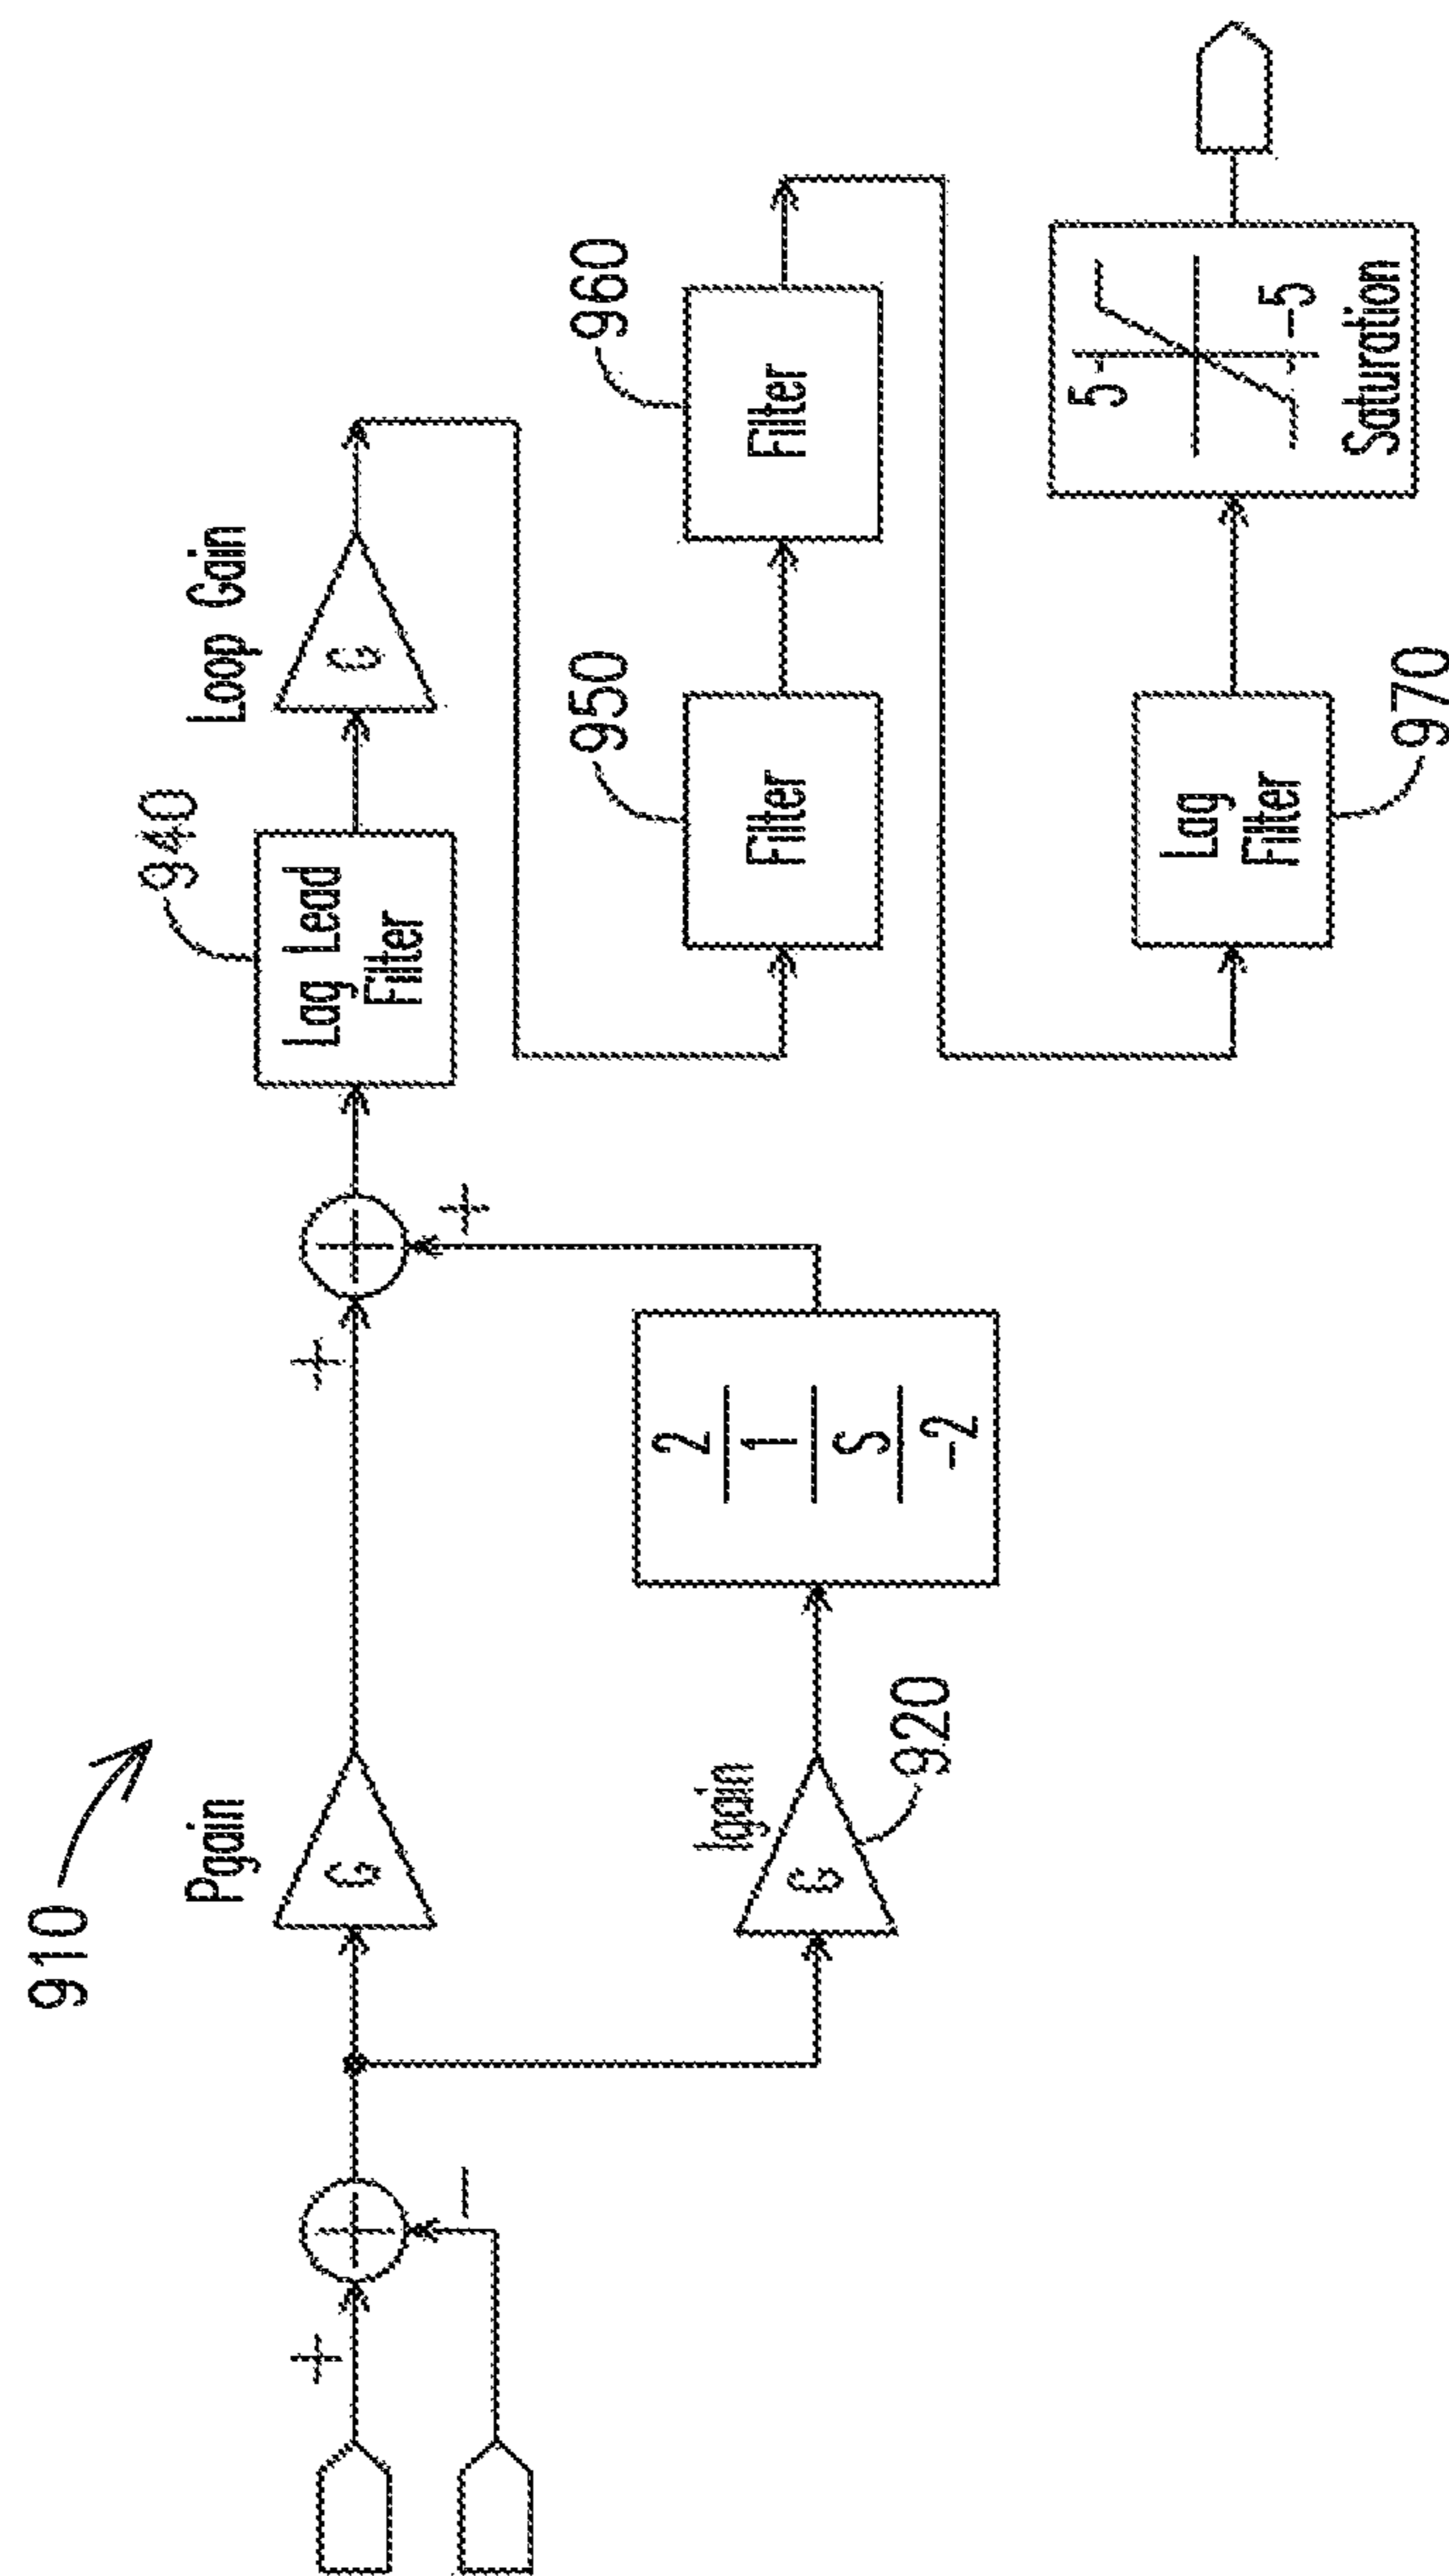 910
Pgain
G
+
-
Igain
G
920
2
1
S
-2
+
+
940
Lag Lead
Filter
Loop Gain
G
950
Filter
960
Filter
Lag
Filter
970
5
-5
Saturation